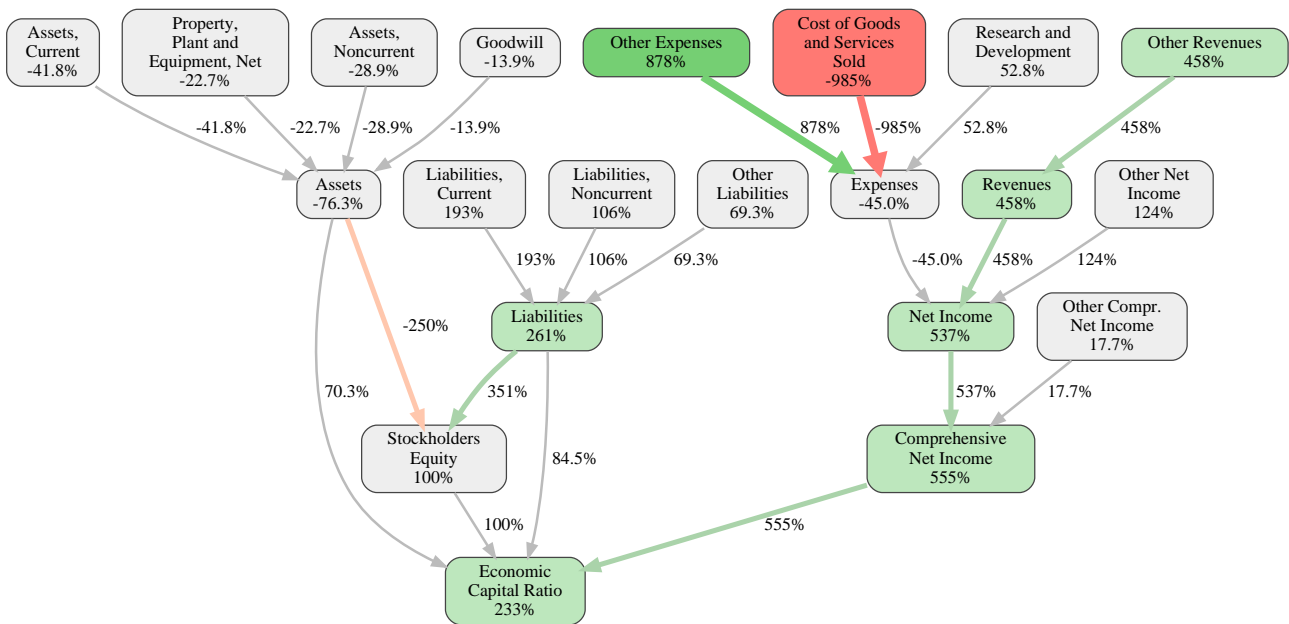 Assets,
Current
-41.8%
Property,
Plant and
Equipment, Net
-22.7%
Assets,
Noncurrent
-28.9%
Goodwill
-13.9%
Other Expenses
878%
Cost of Goods
and Services
Sold
-985%
Research and
Development
52.8%
Other Revenues
458%
-41.8%
-22.7%
-28.9%
-13.9%
878%
-985%
52.8%
458%
Assets
-76.3%
Liabilities,
Current
193%
Liabilities,
Noncurrent
106%
Other
Liabilities
69.3%
Expenses
-45.0%
Revenues
458%
Other Net
Income
124%
193%
106%
69.3%
-45.0%
458%
124%
-250%
Liabilities
261%
Net Income
537%
Other Compr.
Net Income
17.7%
70.3%
351%
537%
17.7%
Stockholders
Equity
100%
84.5%
Comprehensive
Net Income
555%
100%
555%
Economic
Capital Ratio
233%